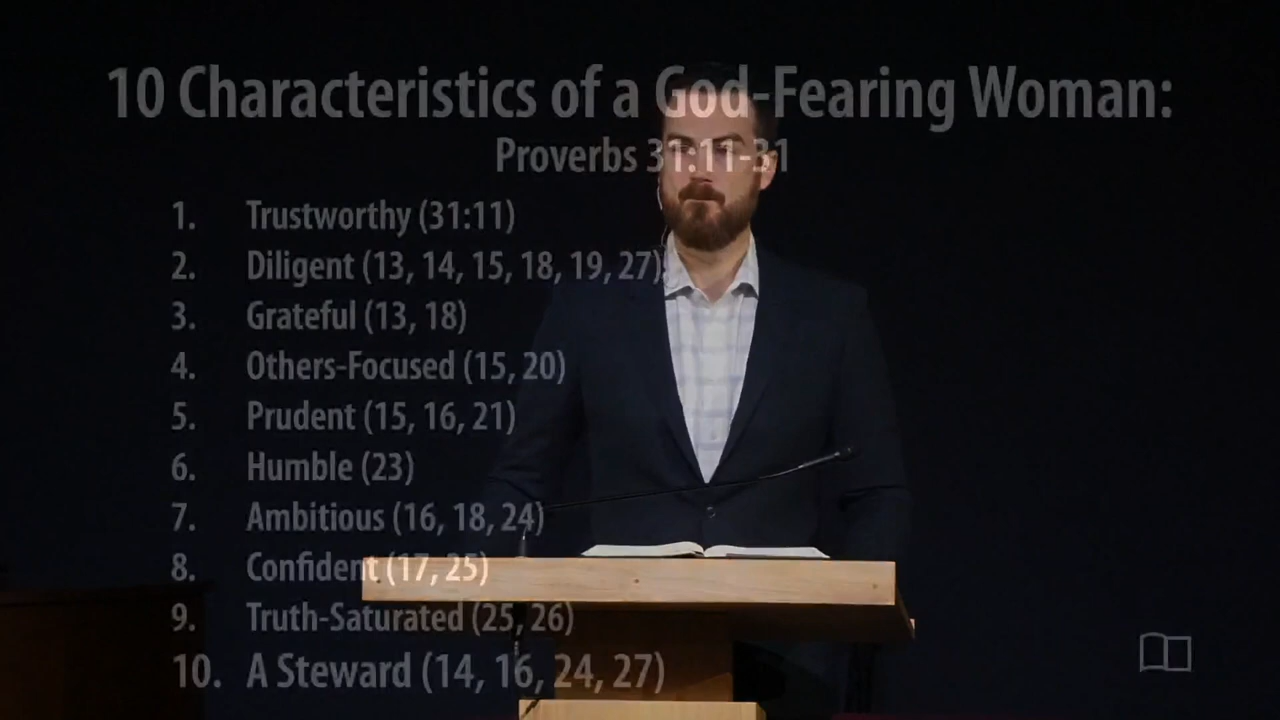 10 Characteristics of a God-Fearing Woman:
Proverbs 31:11-31
1. Trustworthy (31:11)
2. Diligent (13, 14, 15, 18, 19, 27)
3. Grateful (13, 18)
4. Others-Focused (15, 20)
5. Prudent (15, 16, 21)
6. Humble (23)
7. Ambitious (16, 18, 24)
8. Confident (17, 25)
9. Truth-Saturated (25, 26)
10. A Steward (14, 16, 24, 27)